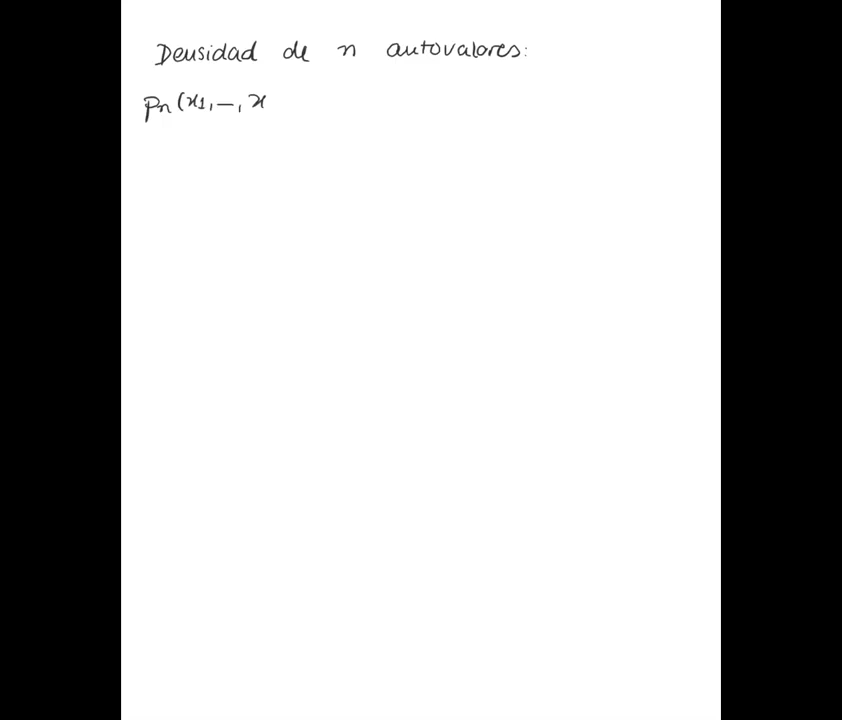 Densidad de n autovalores:
Pn(x1, –, x